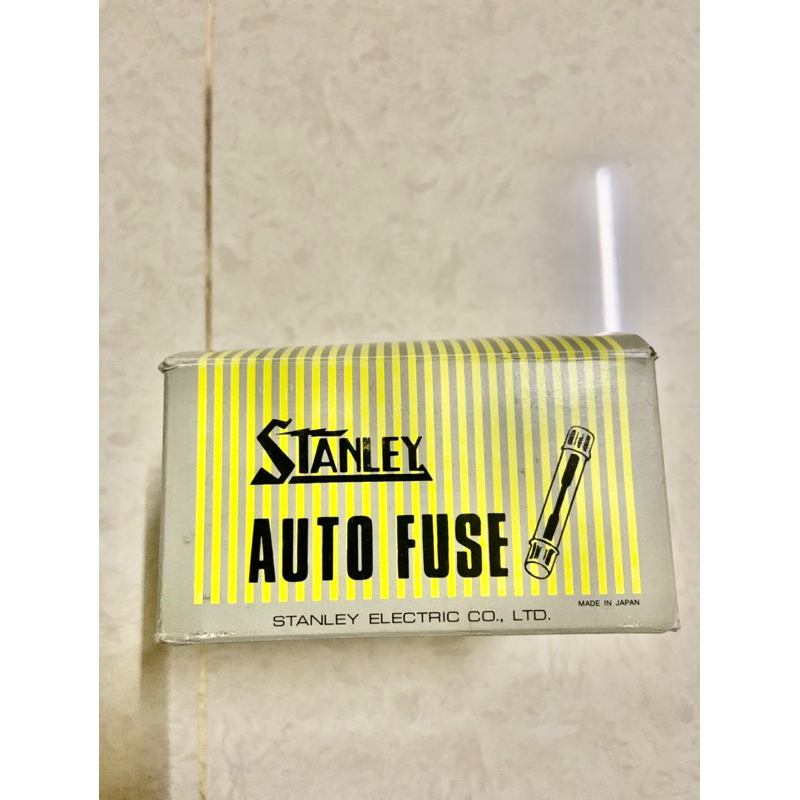 STANLEY
AUTO FUSE
MADE IN JAPAN
STANLEY ELECTRIC CO., LTD.